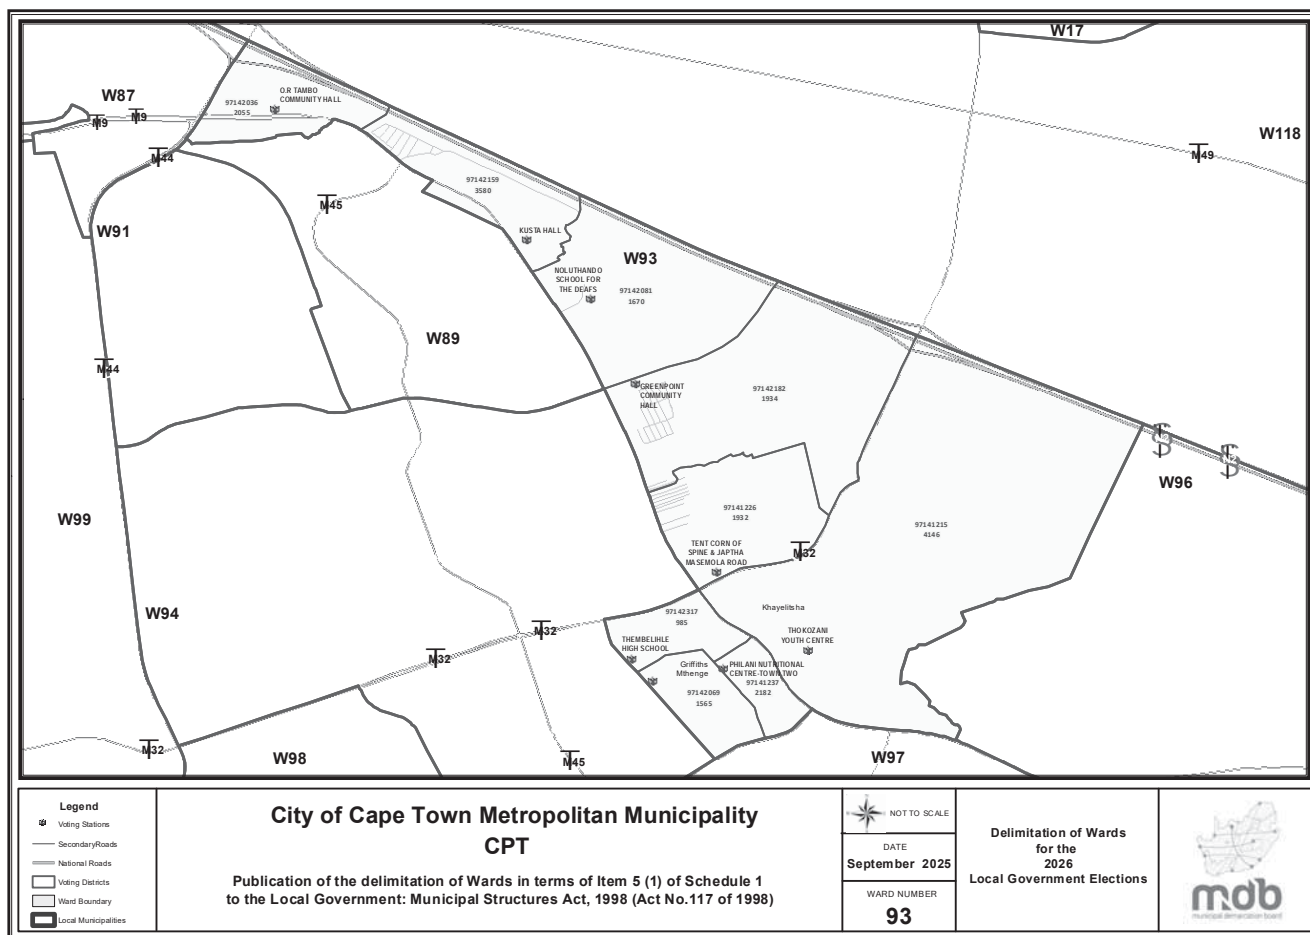 W17
W87
O.R TAMBO
COMMUNITY HALL
97142036
2055
M9
M9
W118
M49
M44
97142159
3580
M45
W91
KUSTA HALL
W93
NOLUTHANDO
SCHOOL FOR
THE DEAFS
97142081
1670
W89
M44
GREENPOINT
COMMUNITY
HALL
97142182
1934
W96
97141226
1932
W99
97141215
4146
TENT CORN OF
SPINE & JAPTHA
MASEMOLA ROAD
M32
W94
97142317
985
Khayelitsha
M32
THEMBELIHLE
HIGH SCHOOL
THOKOZANI
YOUTH CENTRE
M32
Griffiths
Mthenge
PHILANI NUTRITIONAL
CENTRE-TOWN TWO
97141237
2182
97142069
1565
M32
W98
M45
W97
Legend
Voting Stations
SecondaryRoads
National Roads
Voting Districts
Ward Boundary
Local Municipalities
City of Cape Town Metropolitan Municipality
CPT
Publication of the delimitation of Wards in terms of Item 5 (1) of Schedule 1
to the Local Government: Municipal Structures Act, 1998 (Act No.117 of 1998)
NOT TO SCALE
DATE
September 2025
WARD NUMBER
93
Delimitation of Wards
for the
2026
Local Government Elections
mdb
municipal demarcation board